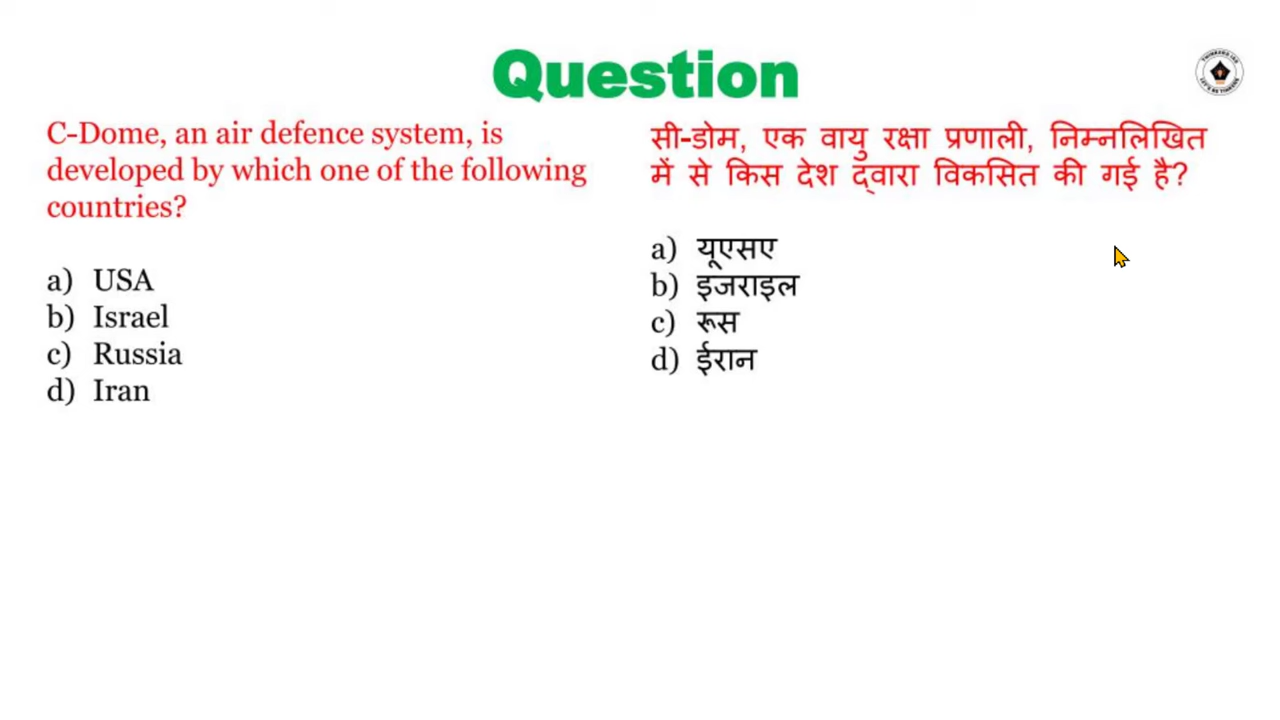 Question
C-Dome, an air defence system, is
developed by which one of the following
countries?
a) USA
b) Israel
c) Russia
d) Iran
सी-डोम, एक वायु रक्षा प्रणाली, निम्नलिखित
में से किस देश द्वारा विकसित की गई है?
a) यूएसए
b) इजराइल
c) रूस
d) ईरान